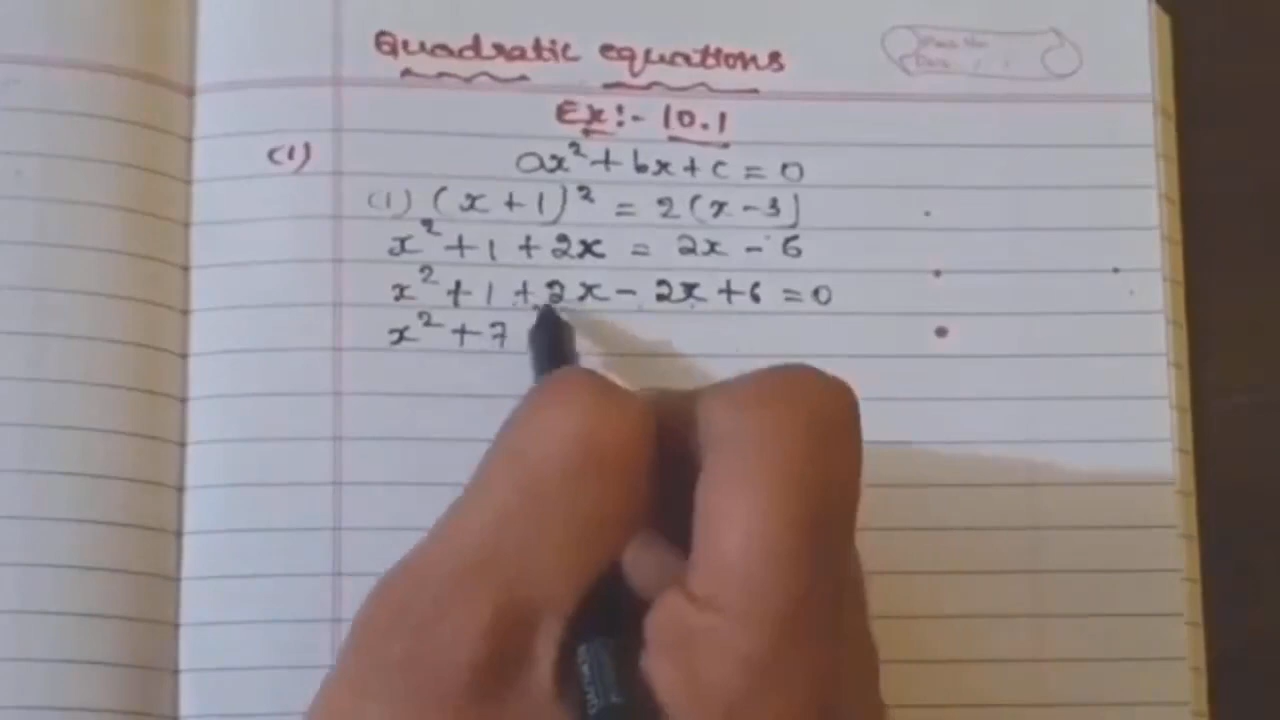 Quadratic equations
Ex:- 10.1
(1) ax² + bx + c = 0
(1) (x + 1)² = 2(x - 3)
x² + 1 + 2x = 2x - 6
x² + 1 + 2x - 2x + 6 = 0
x² + 7